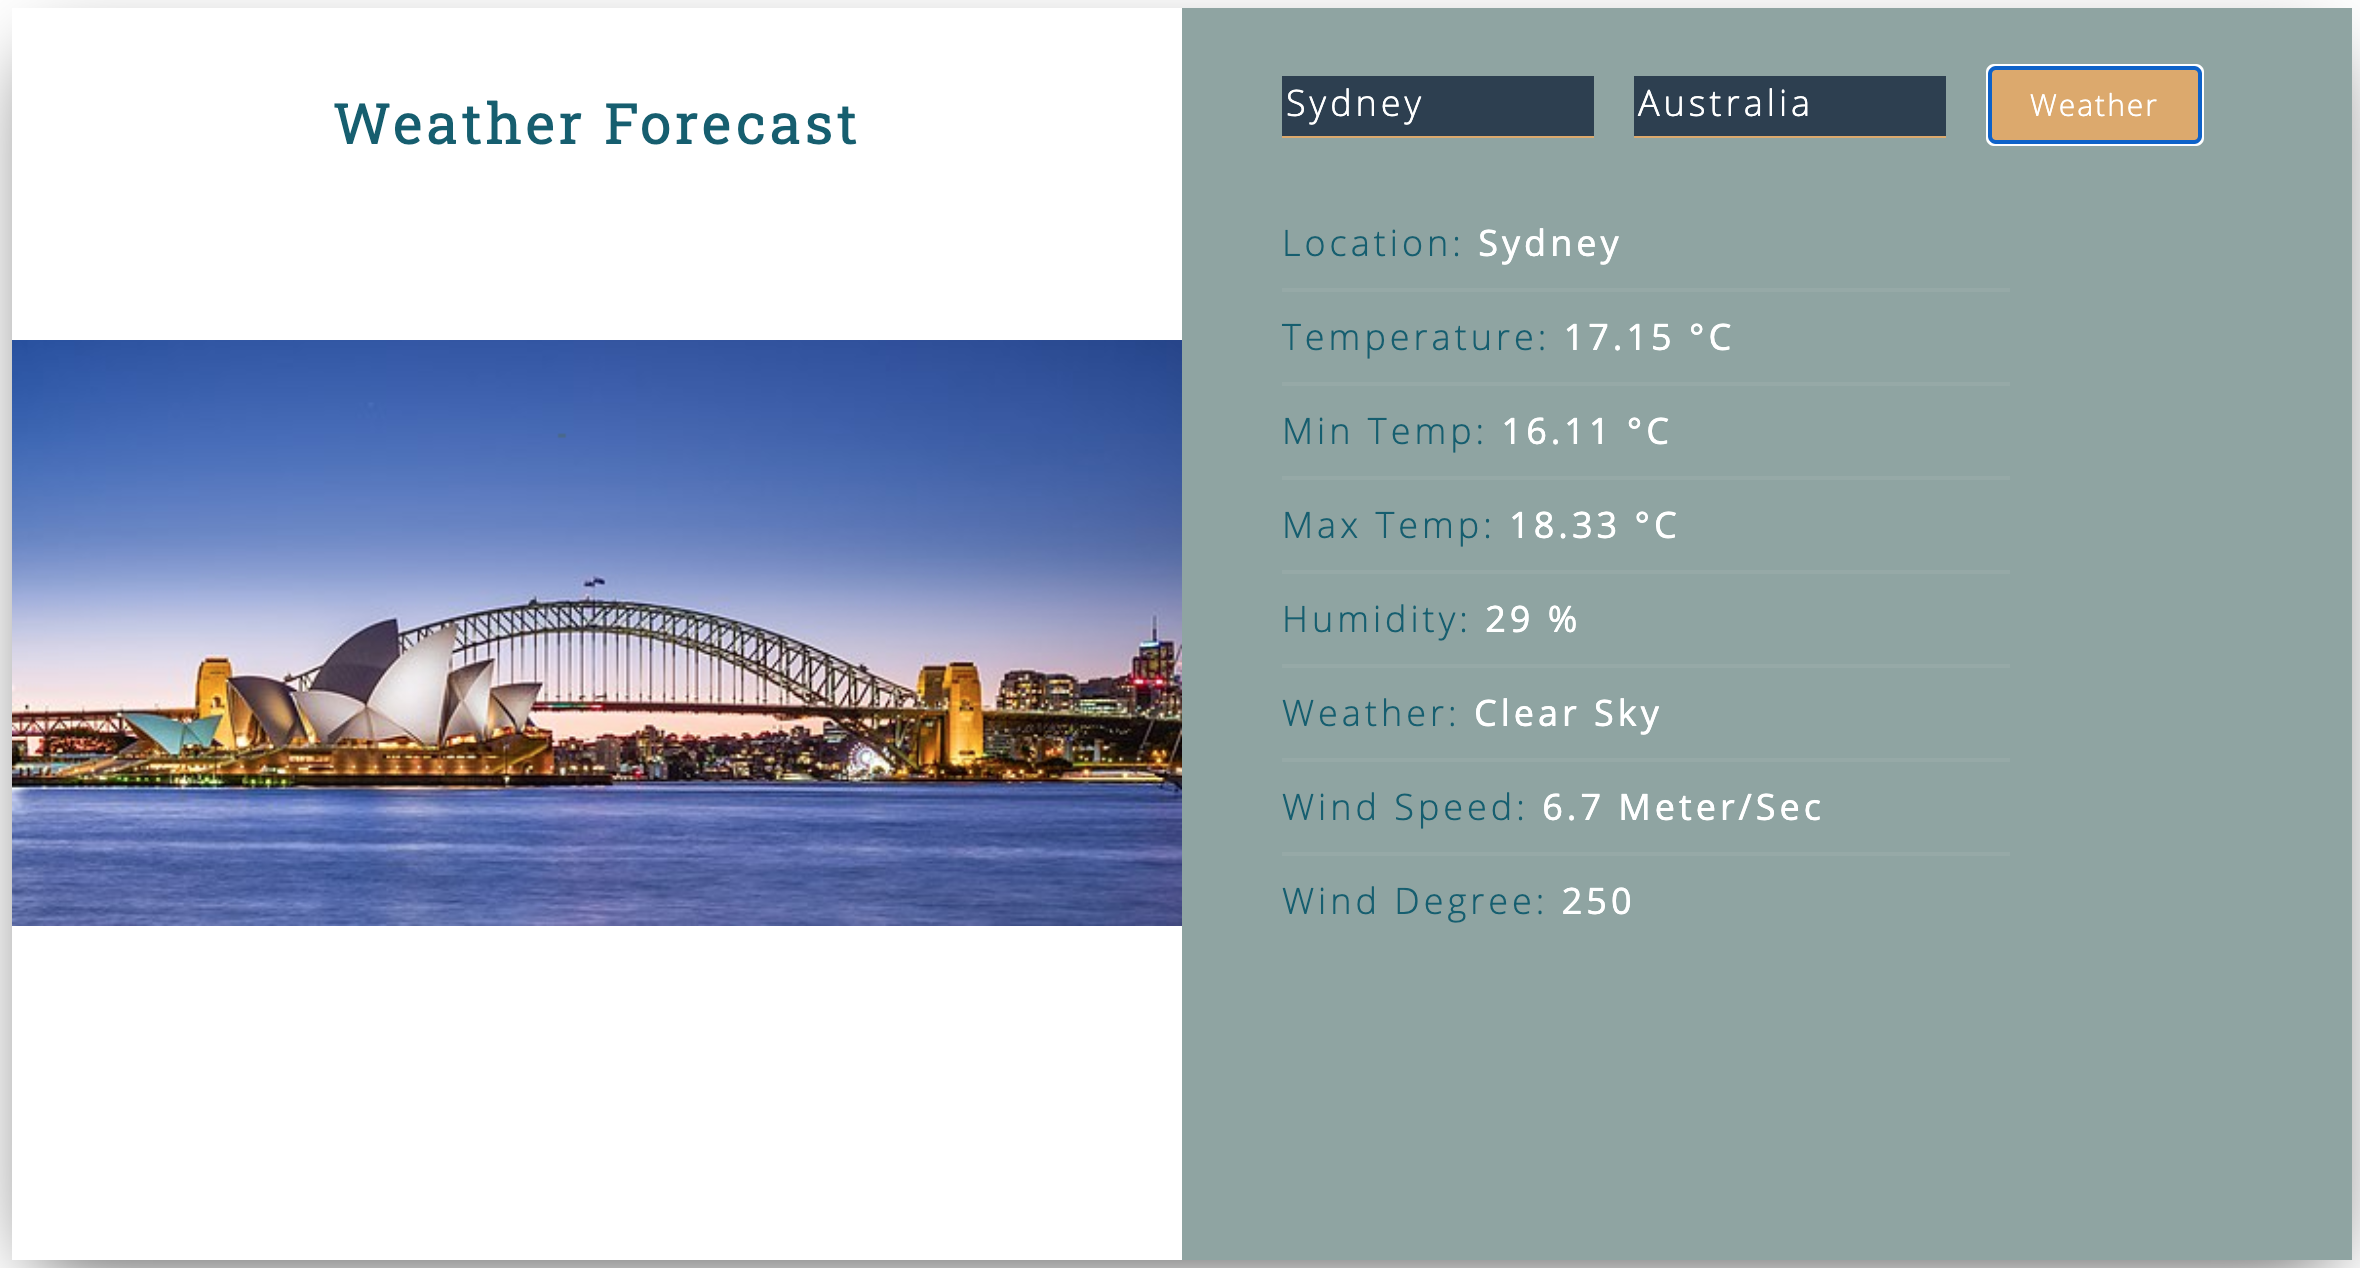 Weather Forecast
Sydney Australia Weather
Location: Sydney
Temperature: 17.15 °C
Min Temp: 16.11 °C
Max Temp: 18.33 °C
Humidity: 29 %
Weather: Clear Sky
Wind Speed: 6.7 Meter/Sec
Wind Degree: 250